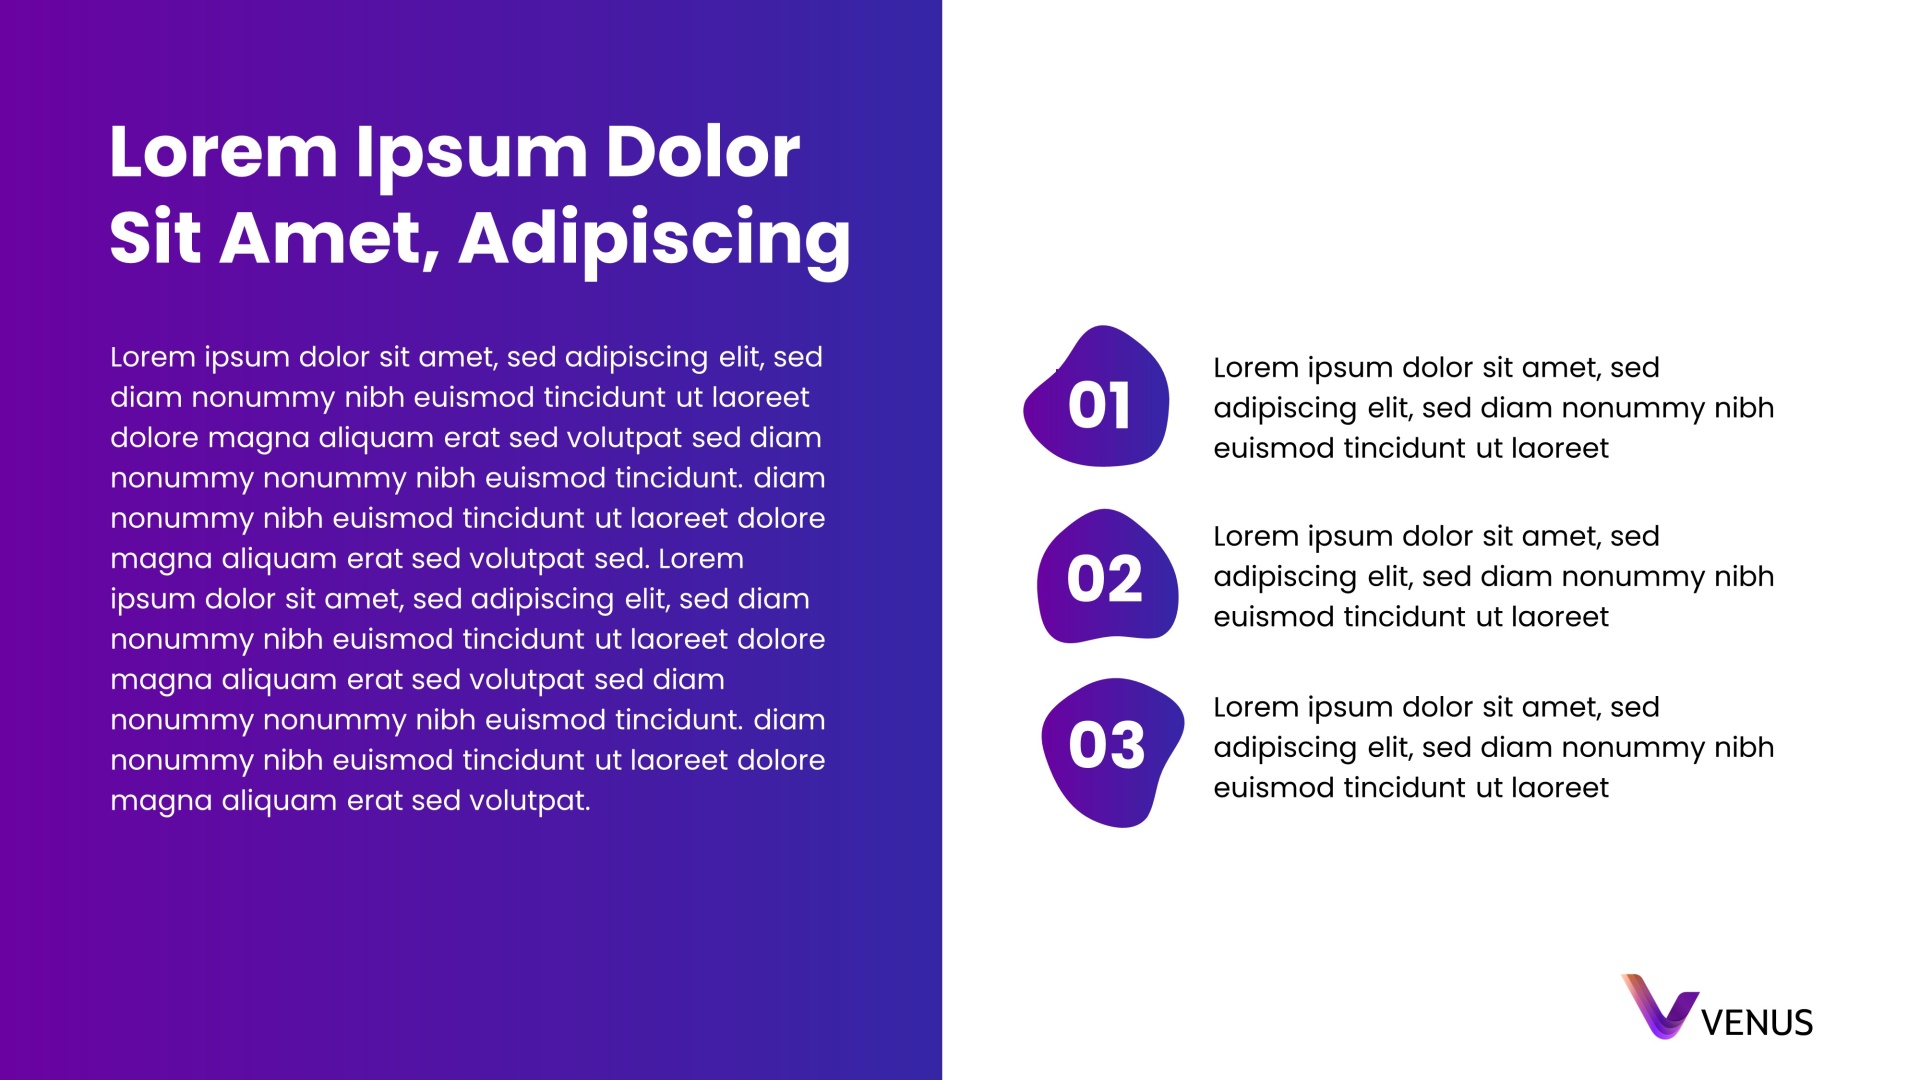 Lorem Ipsum Dolor
Sit Amet, Adipiscing
Lorem ipsum dolor sit amet, sed adipiscing elit, sed
diam nonummy nibh euismod tincidunt ut laoreet
dolore magna aliquam erat sed volutpat sed diam
nonummy nonummy nibh euismod tincidunt. diam
nonummy nibh euismod tincidunt ut laoreet dolore
magna aliquam erat sed volutpat sed. Lorem
ipsum dolor sit amet, sed adipiscing elit, sed diam
nonummy nibh euismod tincidunt ut laoreet dolore
magna aliquam erat sed volutpat sed diam
nonummy nonummy nibh euismod tincidunt. diam
nonummy nibh euismod tincidunt ut laoreet dolore
magna aliquam erat sed volutpat.
01
Lorem ipsum dolor sit amet, sed
adipiscing elit, sed diam nonummy nibh
euismod tincidunt ut laoreet
02
Lorem ipsum dolor sit amet, sed
adipiscing elit, sed diam nonummy nibh
euismod tincidunt ut laoreet
03
Lorem ipsum dolor sit amet, sed
adipiscing elit, sed diam nonummy nibh
euismod tincidunt ut laoreet
VENUS